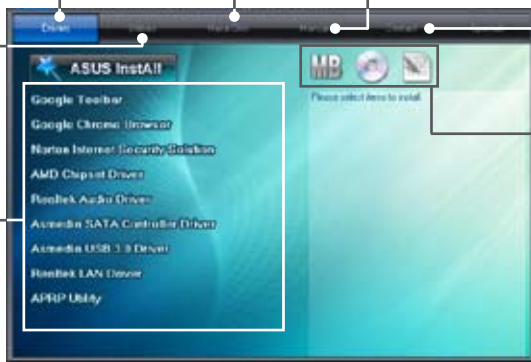 Drivers
Manual
Contact
ASUS InstAll
MB
Please select items to install.
Google Toolbar
Google Chrome Browser
Norton Internet Security Solution
AMD Chipset Driver
Realtek Audio Driver
Asmedia SATA Controller Driver
Asmedia USB 3.0 Driver
Realtek LAN Driver
APRP Utility